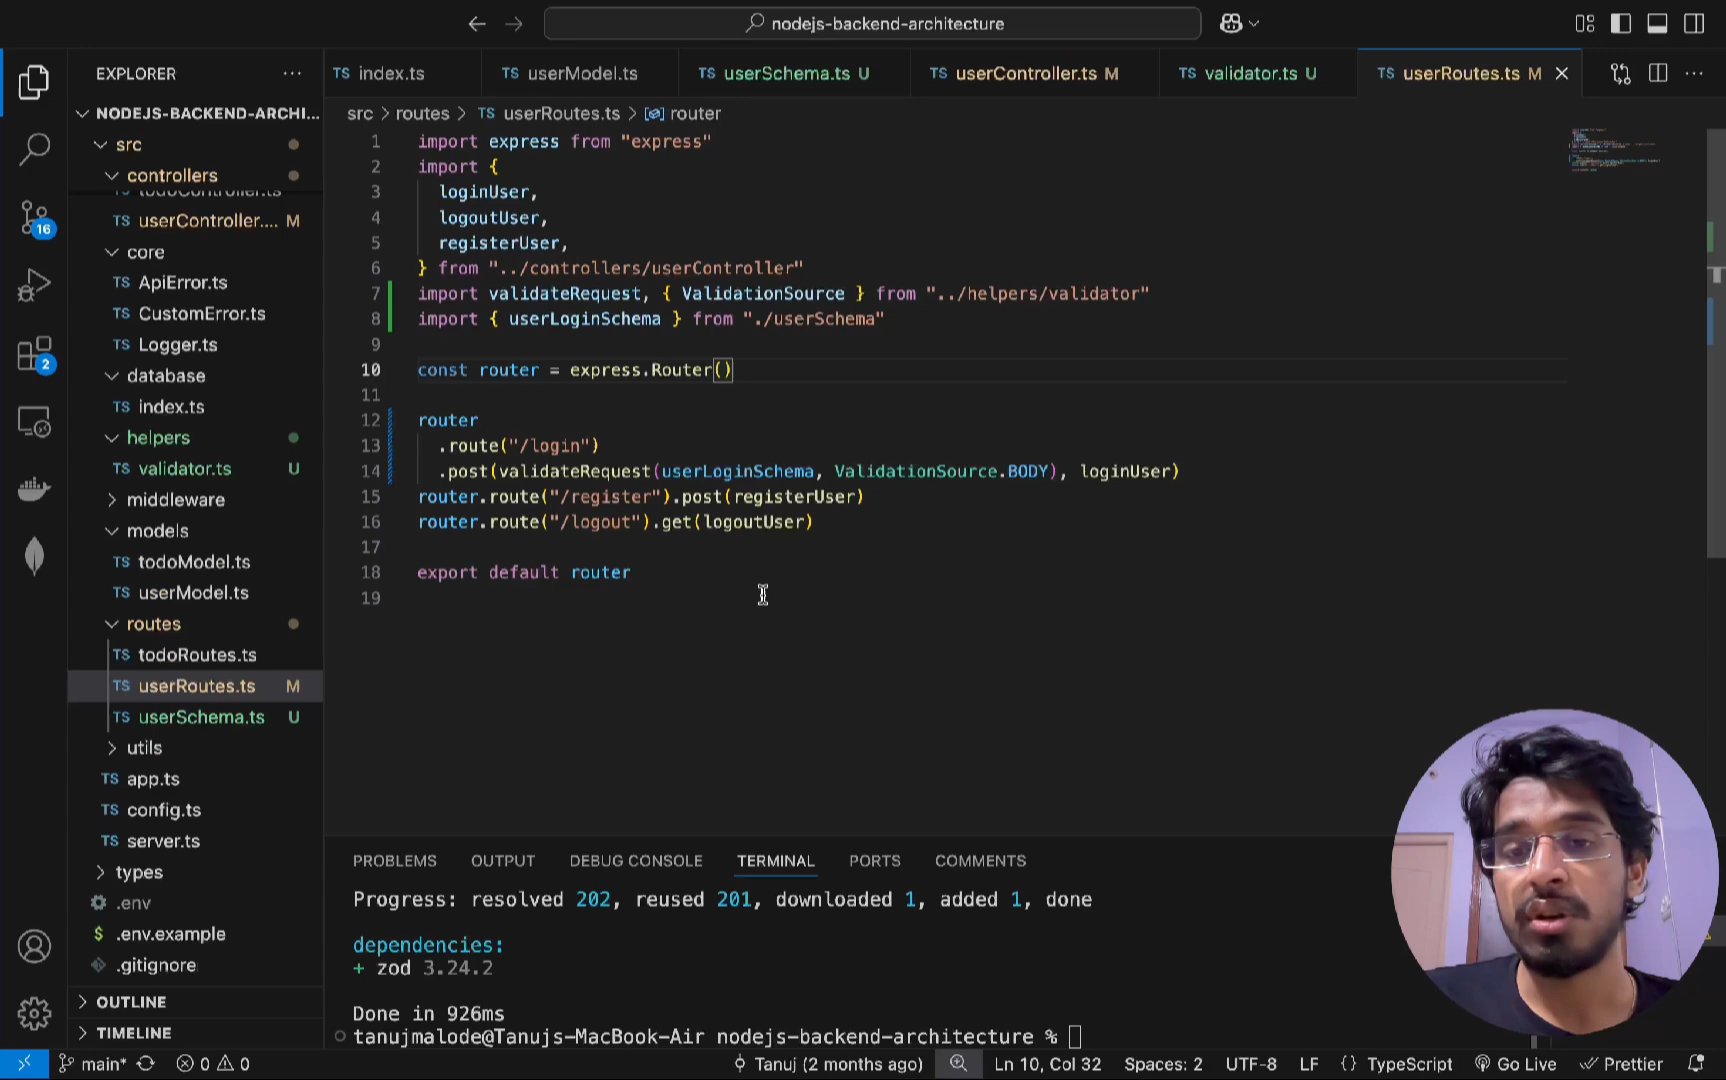 nodejs-backend-architecture
EXPLORER
index.ts
userModel.ts
userSchema.ts U
userController.ts M
validator.ts U
userRoutes.ts M
NODEJS-BACKEND-ARCHI...
src
controllers
todoController.ts
userController.... M
core
ApiError.ts
CustomError.ts
Logger.ts
database
index.ts
helpers
validator.ts U
middleware
models
todoModel.ts
userModel.ts
routes
todoRoutes.ts
userRoutes.ts M
userSchema.ts U
utils
app.ts
config.ts
server.ts
types
.env
.env.example
.gitignore
OUTLINE
TIMELINE
16
2
src > routes > TS userRoutes.ts > router
1 import express from "express"
2 import {
3 loginUser,
4 logoutUser,
5 registerUser,
6 } from "../controllers/userController"
7 import validateRequest, { ValidationSource } from "../helpers/validator"
8 import { userLoginSchema } from "./userSchema"
9
10 const router = express.Router()
11
12 router
13 .route("/login")
14 .post(validateRequest(userLoginSchema, ValidationSource.BODY), loginUser)
15 router.route("/register").post(registerUser)
16 router.route("/logout").get(logoutUser)
17
18 export default router
19
PROBLEMS OUTPUT DEBUG CONSOLE TERMINAL PORTS COMMENTS
Progress: resolved 202, reused 201, downloaded 1, added 1, done
dependencies:
+ zod 3.24.2
Done in 926ms
tanujmalode@Tanujs-MacBook-Air nodejs-backend-architecture %
main* 0 0 Tanuj (2 months ago) Ln 10, Col 32 Spaces: 2 UTF-8 LF {} TypeScript Go Live Prettier